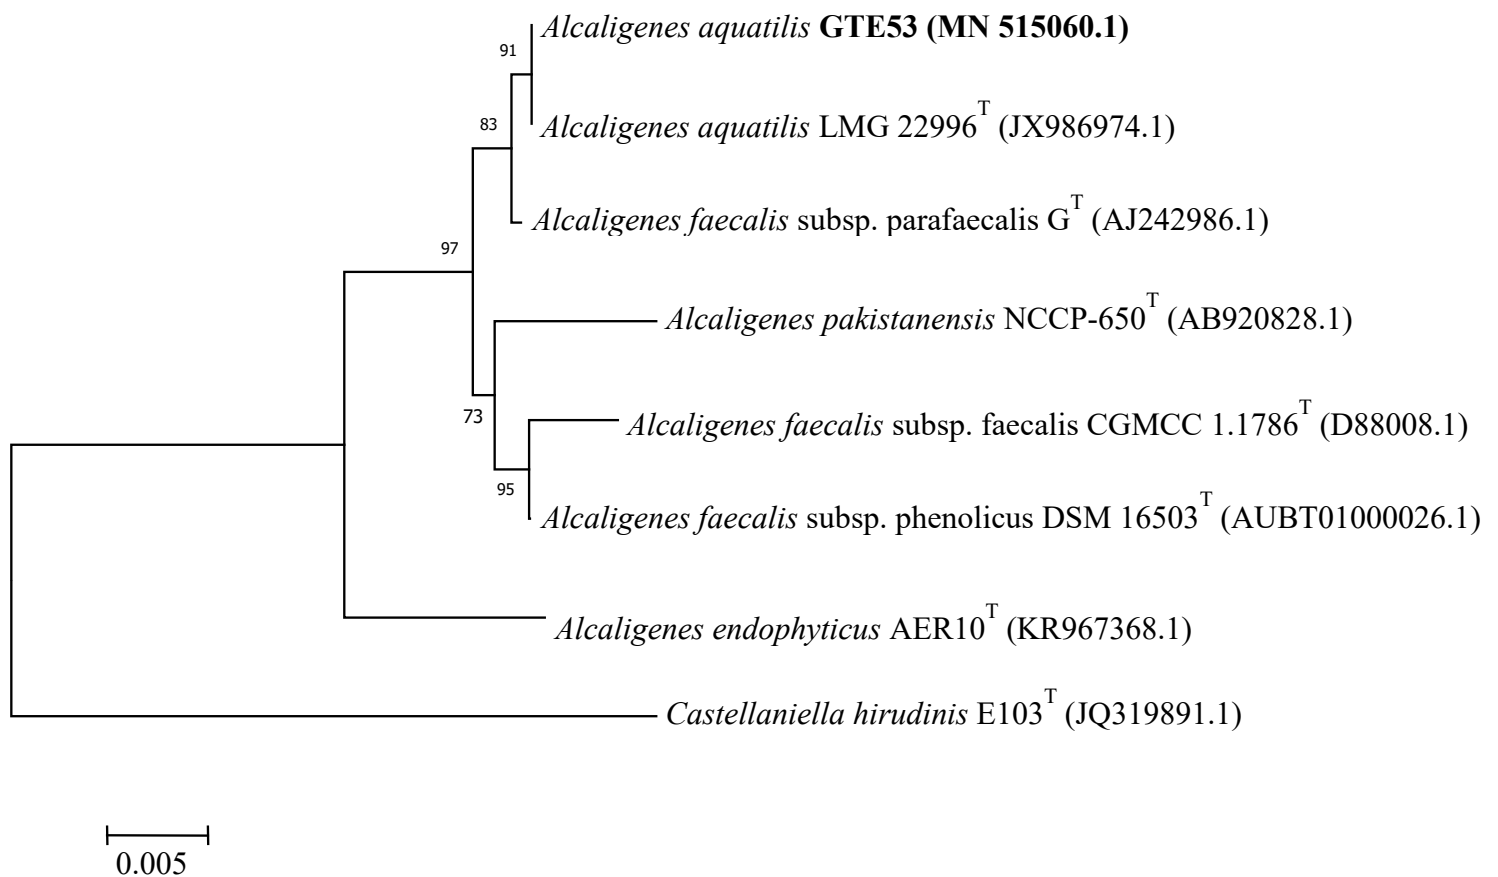 Alcaligenes aquatilis GTE53 (MN 515060.1)
91
Alcaligenes aquatilis LMG 22996T (JX986974.1)
83
Alcaligenes faecalis subsp. parafaecalis GT (AJ242986.1)
97
Alcaligenes pakistanensis NCCP-650T (AB920828.1)
73
Alcaligenes faecalis subsp. faecalis CGMCC 1.1786T (D88008.1)
95
Alcaligenes faecalis subsp. phenolicus DSM 16503T (AUBT01000026.1)
Alcaligenes endophyticus AER10T (KR967368.1)
Castellaniella hirudinis E103T (JQ319891.1)
0.005